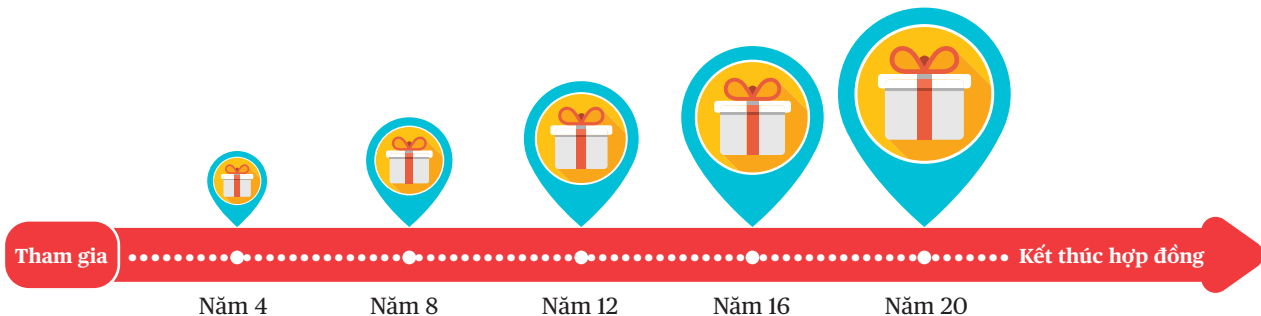 Tham gia
Kết thúc hợp đồng
Năm 4
Năm 8
Năm 12
Năm 16
Năm 20